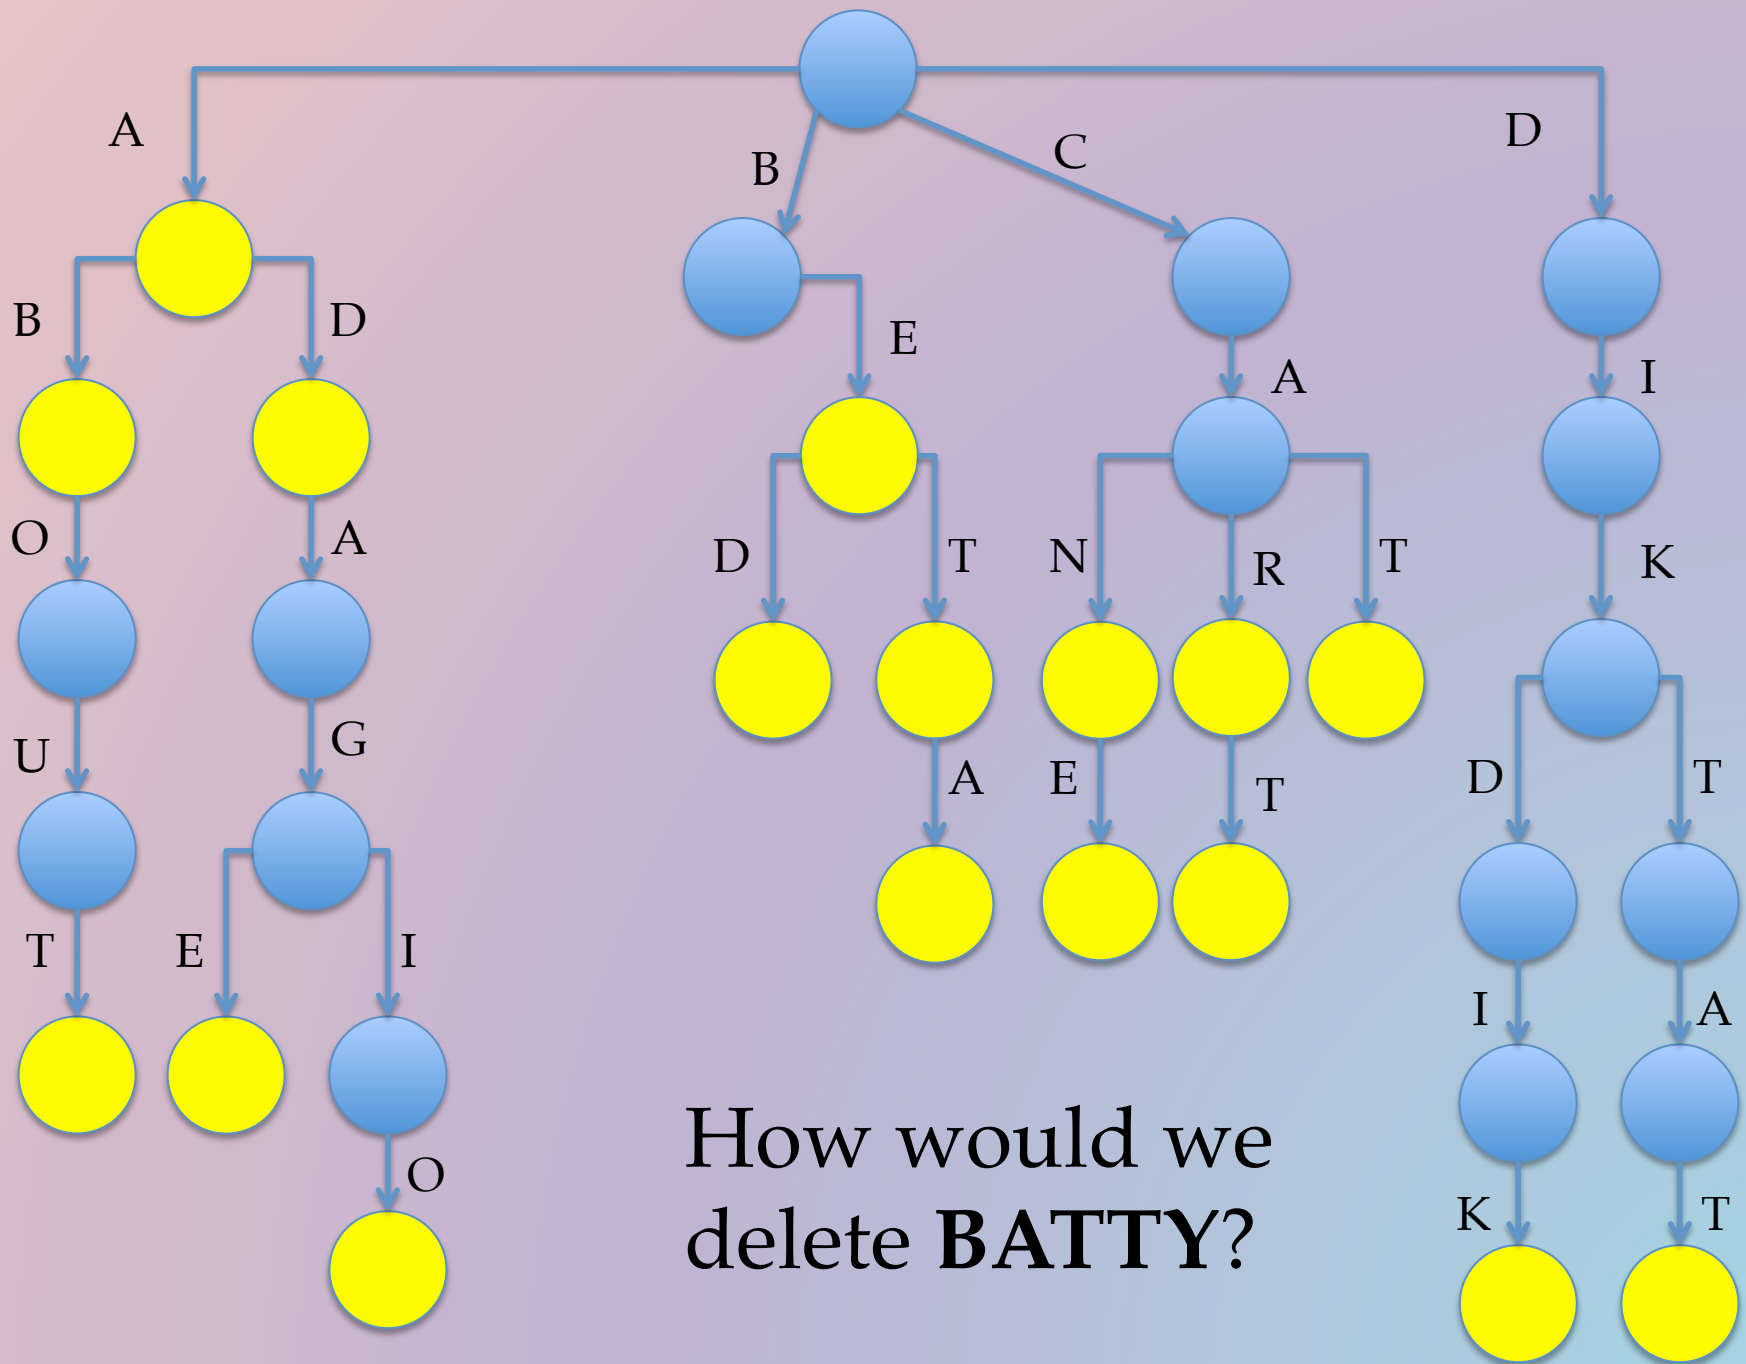 A B C D
B D E A I
O A D T N R T K
U G A E T D T
T E I I A
O K T
How would we
delete BATTY?